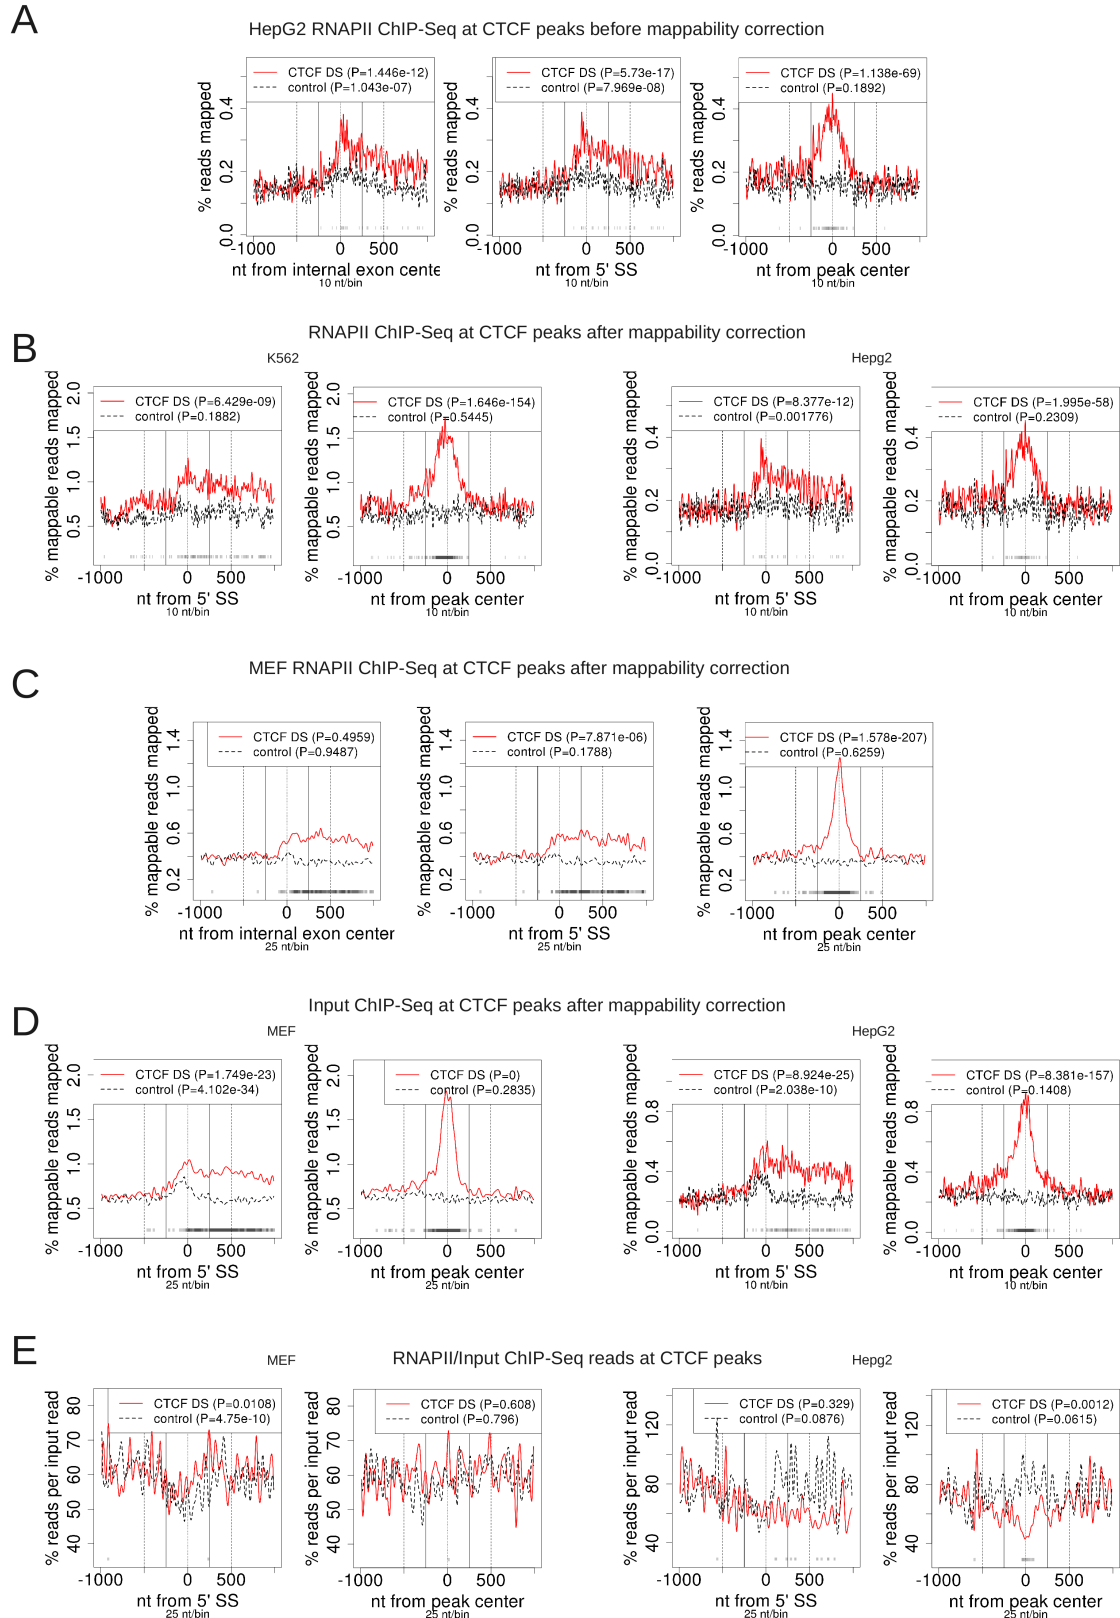 A
HepG2 RNAPII ChIP-Seq at CTCF peaks before mappability correction
% reads mapped
0.0 0.2 0.4
CTCF DS (P=1.446e-12)
control (P=1.043e-07)
-1000 0 500
nt from internal exon cente
10 nt/bin
% reads mapped
0.0 0.2 0.4
CTCF DS (P=5.73e-17)
control (P=7.969e-08)
-1000 0 500
nt from 5' SS
10 nt/bin
% reads mapped
0.0 0.2 0.4
CTCF DS (P=1.138e-69)
control (P=0.1892)
-1000 0 500
nt from peak center
10 nt/bin
B
RNAPII ChIP-Seq at CTCF peaks after mappability correction
K562
Hepg2
% mappable reads mapped
0.5 1.0 1.5 2.0
CTCF DS (P=6.429e-09)
control (P=0.1882)
-1000 0 500
nt from 5' SS
10 nt/bin
% mappable reads mapped
0.5 1.0 1.5 2.0
CTCF DS (P=1.646e-154)
control (P=0.5445)
-1000 0 500
nt from peak center
10 nt/bin
% mappable reads mapped
0.0 0.2 0.4
CTCF DS (P=8.377e-12)
control (P=0.001776)
-1000 0 500
nt from 5' SS
10 nt/bin
% mappable reads mapped
0.0 0.2 0.4
CTCF DS (P=1.995e-58)
control (P=0.2309)
-1000 0 500
nt from peak center
10 nt/bin
C
MEF RNAPII ChIP-Seq at CTCF peaks after mappability correction
% mappable reads mapped
0.2 0.6 1.0 1.4
CTCF DS (P=0.4959)
control (P=0.9487)
-1000 0 500
nt from internal exon center
25 nt/bin
% mappable reads mapped
0.2 0.6 1.0 1.4
CTCF DS (P=7.871e-06)
control (P=0.1788)
-1000 0 500
nt from 5' SS
25 nt/bin
% mappable reads mapped
0.2 0.6 1.0 1.4
CTCF DS (P=1.578e-207)
control (P=0.6259)
-1000 0 500
nt from peak center
25 nt/bin
D
Input ChIP-Seq at CTCF peaks after mappability correction
MEF
HepG2
% mappable reads mapped
0.5 1.0 1.5 2.0
CTCF DS (P=1.749e-23)
control (P=4.102e-34)
-1000 0 500
nt from 5' SS
25 nt/bin
% mappable reads mapped
0.5 1.0 1.5 2.0
CTCF DS (P=0)
control (P=0.2835)
-1000 0 500
nt from peak center
25 nt/bin
% mappable reads mapped
0.0 0.4 0.8
CTCF DS (P=8.924e-25)
control (P=2.038e-10)
-1000 0 500
nt from 5' SS
10 nt/bin
% mappable reads mapped
0.0 0.4 0.8
CTCF DS (P=8.381e-157)
control (P=0.1408)
-1000 0 500
nt from peak center
10 nt/bin
E
RNAPII/Input ChIP-Seq reads at CTCF peaks
MEF
Hepg2
% reads per input read
40 50 60 70 80
CTCF DS (P=0.0108)
control (P=4.75e-10)
-1000 0 500
nt from 5' SS
25 nt/bin
% reads per input read
40 50 60 70 80
CTCF DS (P=0.608)
control (P=0.796)
-1000 0 500
nt from peak center
25 nt/bin
% reads per input read
40 80 120
CTCF DS (P=0.329)
control (P=0.0876)
-1000 0 500
nt from 5' SS
25 nt/bin
% reads per input read
40 60 80 100 150
CTCF DS (P=0.0012)
control (P=0.0615)
-1000 0 500
nt from peak center
25 nt/bin